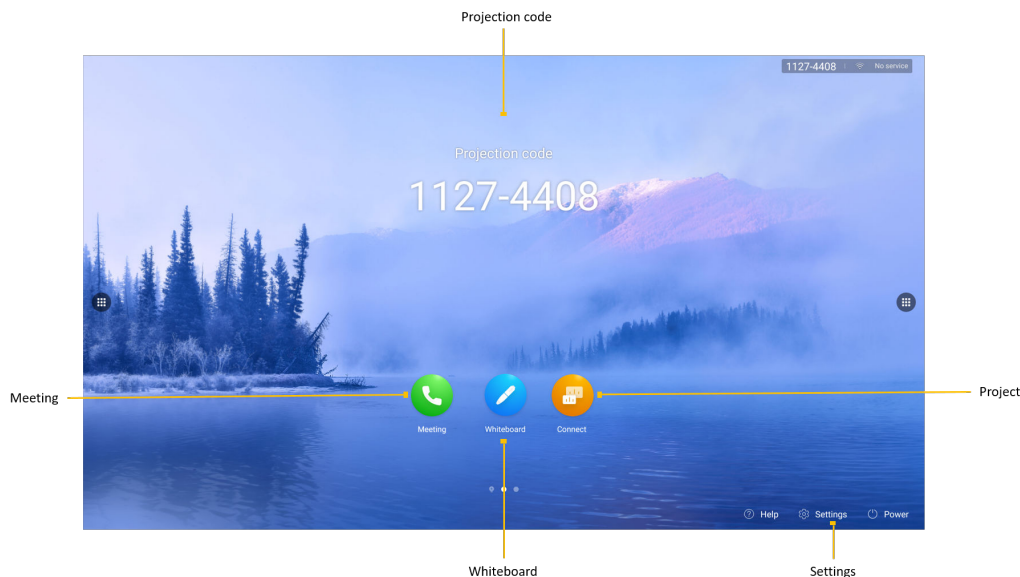 Projection code
1127-4408 No service
Projection code
1127-4408
Meeting
Project
Meeting Whiteboard Connect
Help Settings Power
Whiteboard
Settings